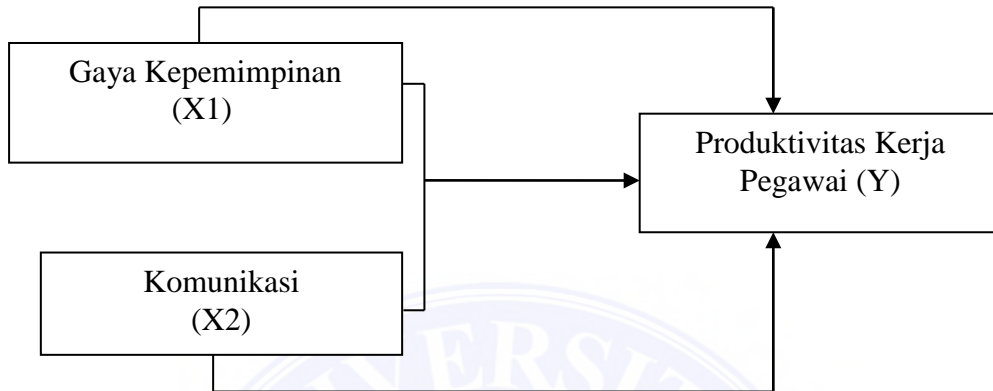 Gaya Kepemimpinan
(X1)
Produktivitas Kerja
Pegawai (Y)
Komunikasi
(X2)